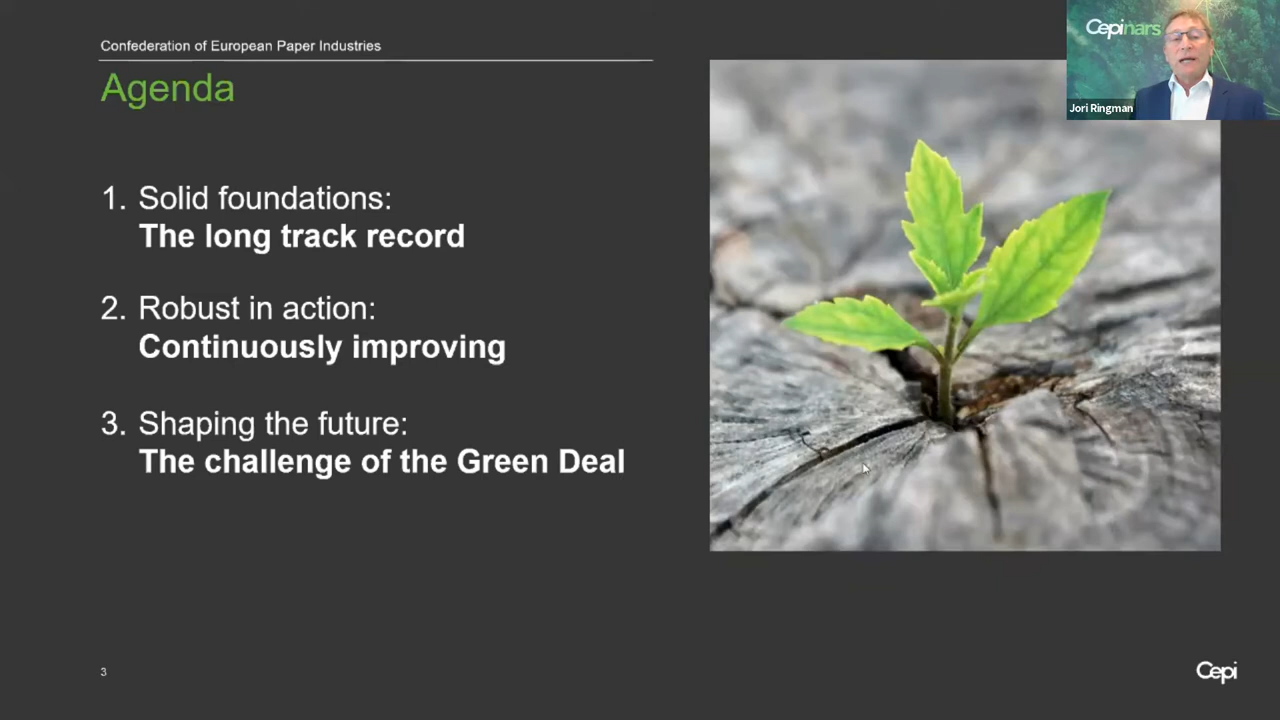 Confederation of European Paper Industries
Agenda
1. Solid foundations:
The long track record
2. Robust in action:
Continuously improving
3. Shaping the future:
The challenge of the Green Deal
3
Cepi
Cepinars
Jori Ringman